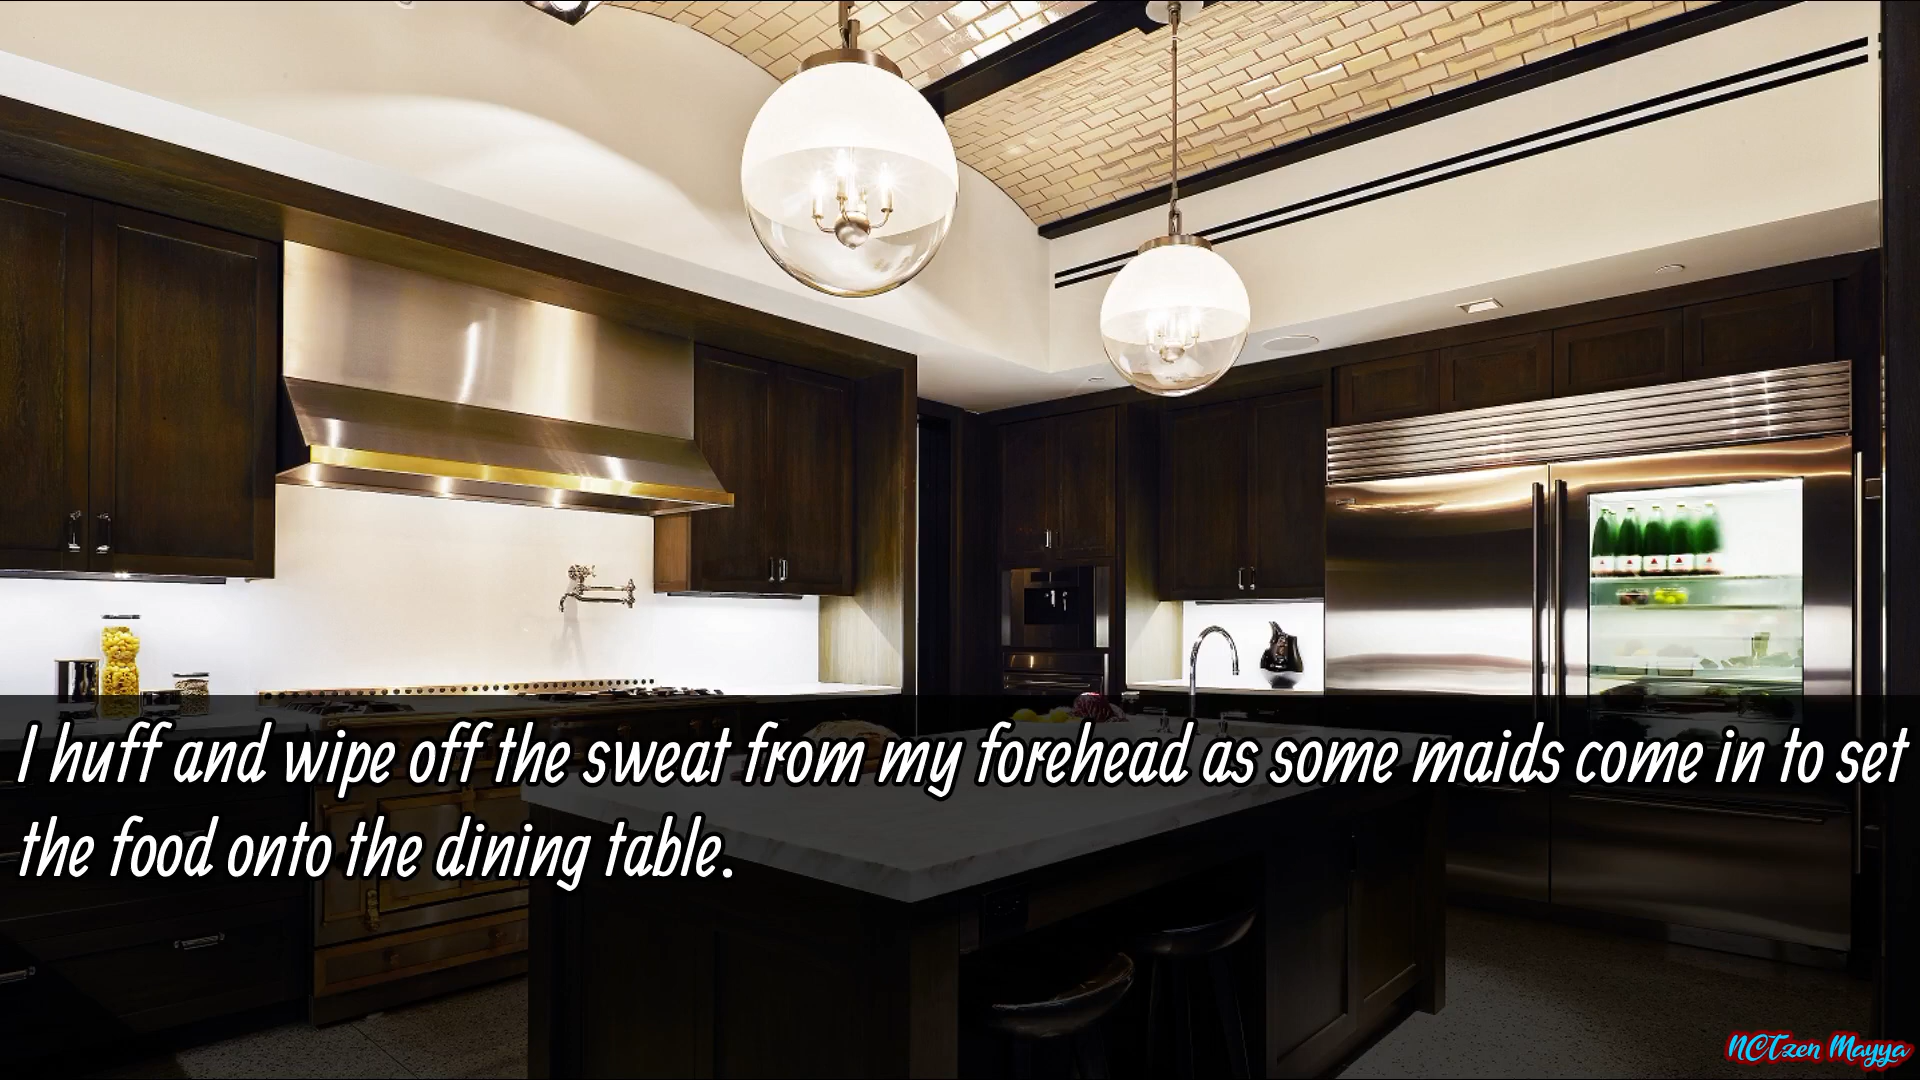 I huff and wipe off the sweat from my forehead as some maids come in to set
the food onto the dining table.
NCTzen Mayya